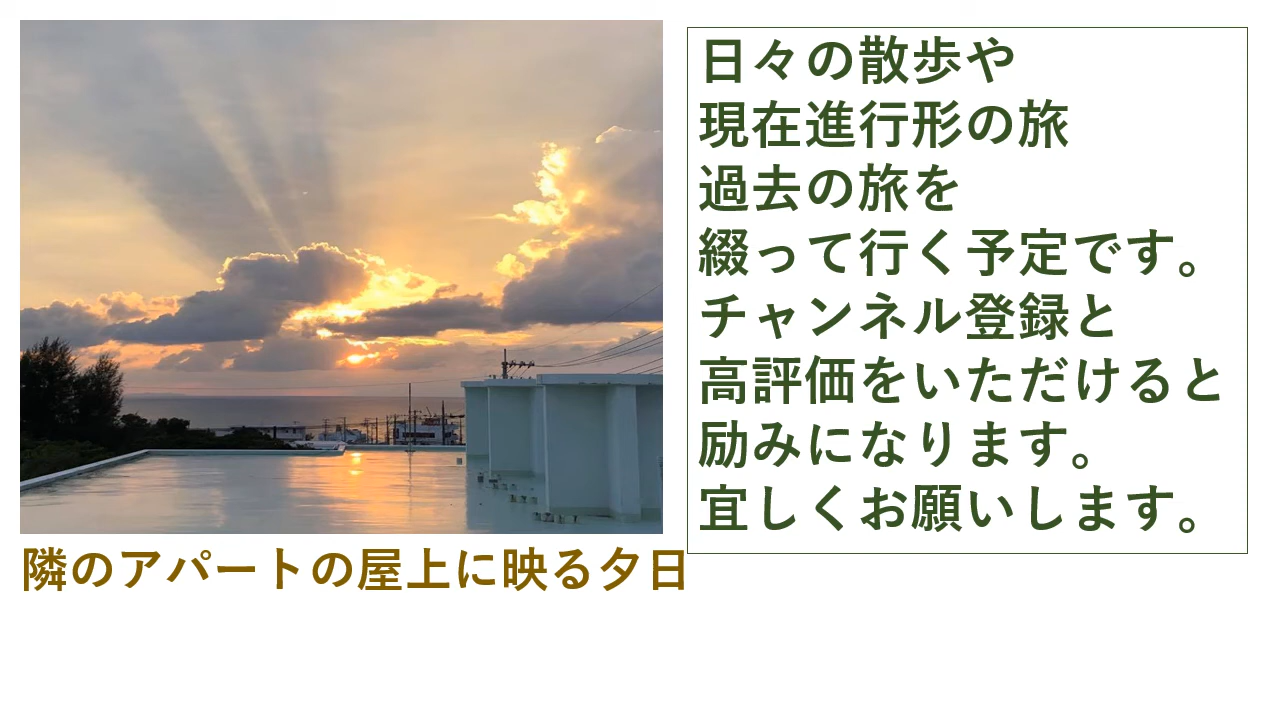 日々の散歩や
現在進行形の旅
過去の旅を
綴って行く予定です。
チャンネル登録と
高評価をいただけると
励みになります。
宜しくお願いします。
隣のアパートの屋上に映る夕日